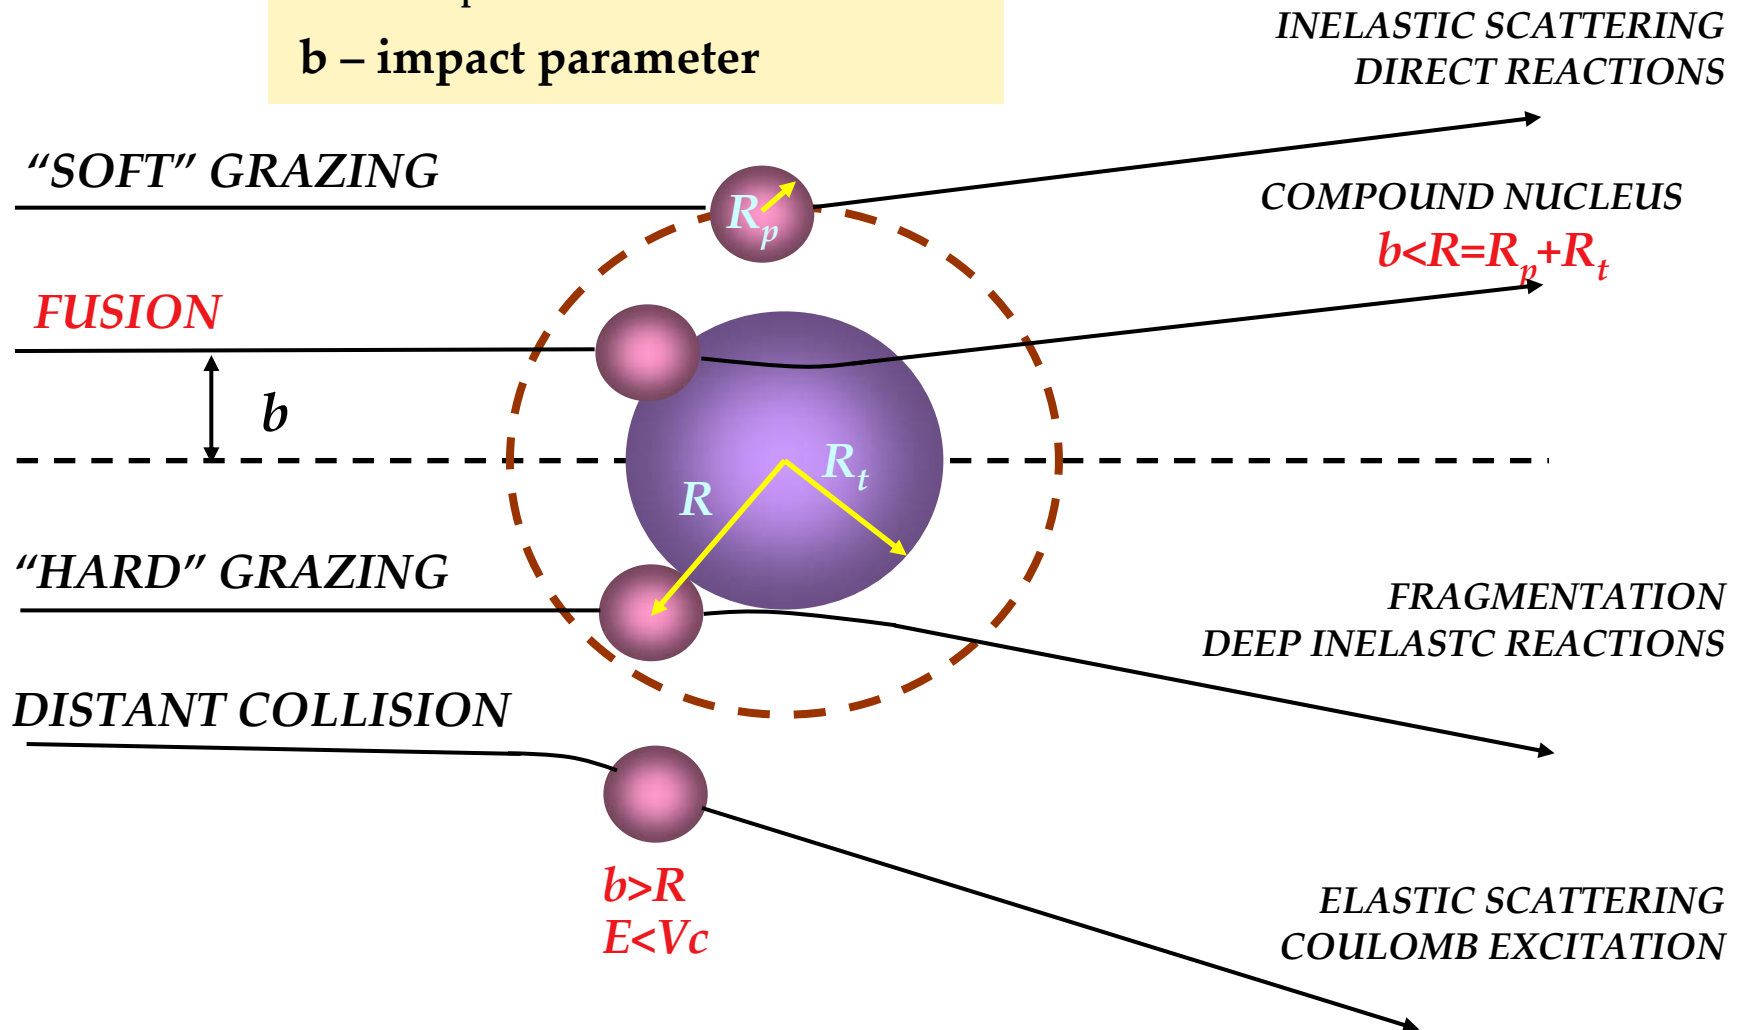 b – impact parameter
INELASTIC SCATTERING
DIRECT REACTIONS
“SOFT” GRAZING
Rp
COMPOUND NUCLEUS
b<R=Rp+Rt
FUSION
b
Rt
R
“HARD” GRAZING
FRAGMENTATION
DEEP INELASTC REACTIONS
DISTANT COLLISION
b>R
E<Vc
ELASTIC SCATTERING
COULOMB EXCITATION